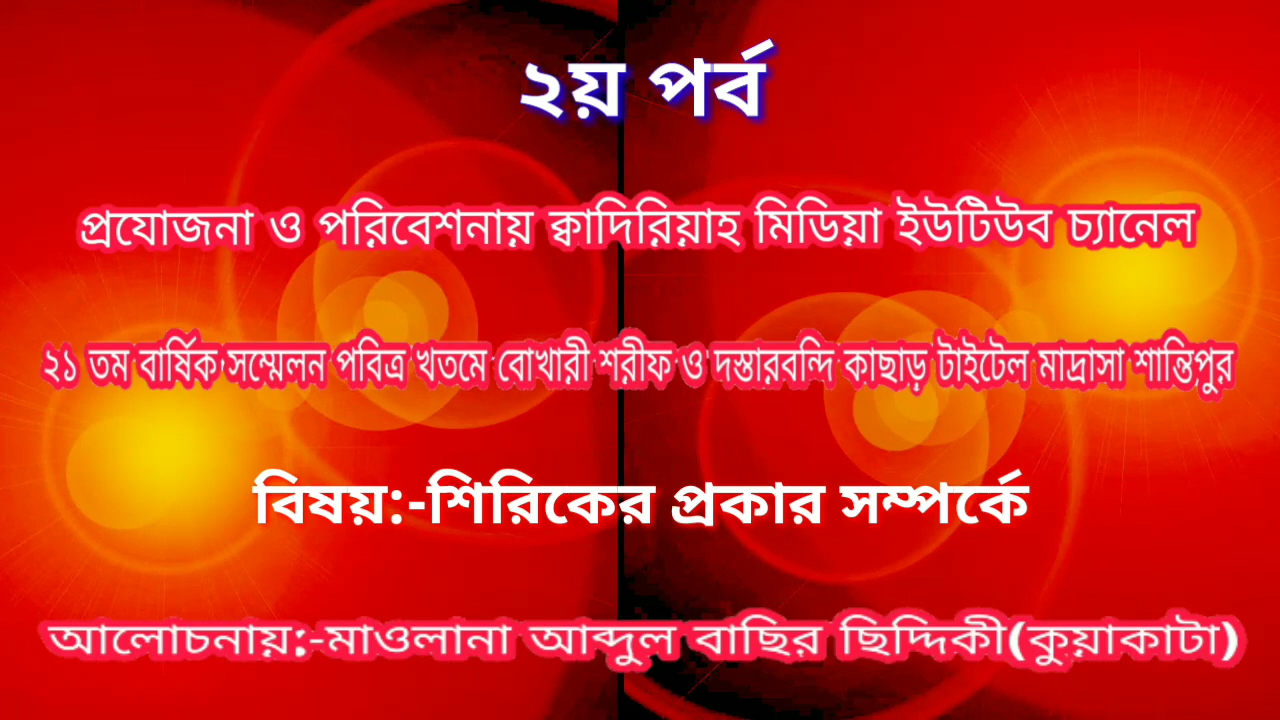 ২য় পর্ব
প্রযোজনা ও পরিবেশনায় ক্বাদিরিয়াহ মিডিয়া ইউটিউব চ্যানেল
২১ তম বার্ষিক সম্মেলন পবিত্র খতমে বোখারী শরীফ ও দস্তারবন্দি কাছাড় টাইটেল মাদ্রাসা শান্তিপুর
বিষয়:-শিরিকের প্রকার সম্পর্কে
আলোচনায়:-মাওলানা আব্দুল বাছির ছিদ্দিকী(কুয়াকাটা)